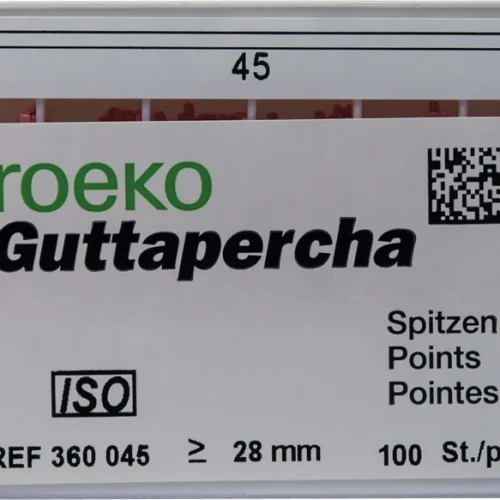 45
roeko
Guttapercha
Spitzen
Points
Pointes
ISO
REF 360 045 ≥ 28 mm 100 St./p